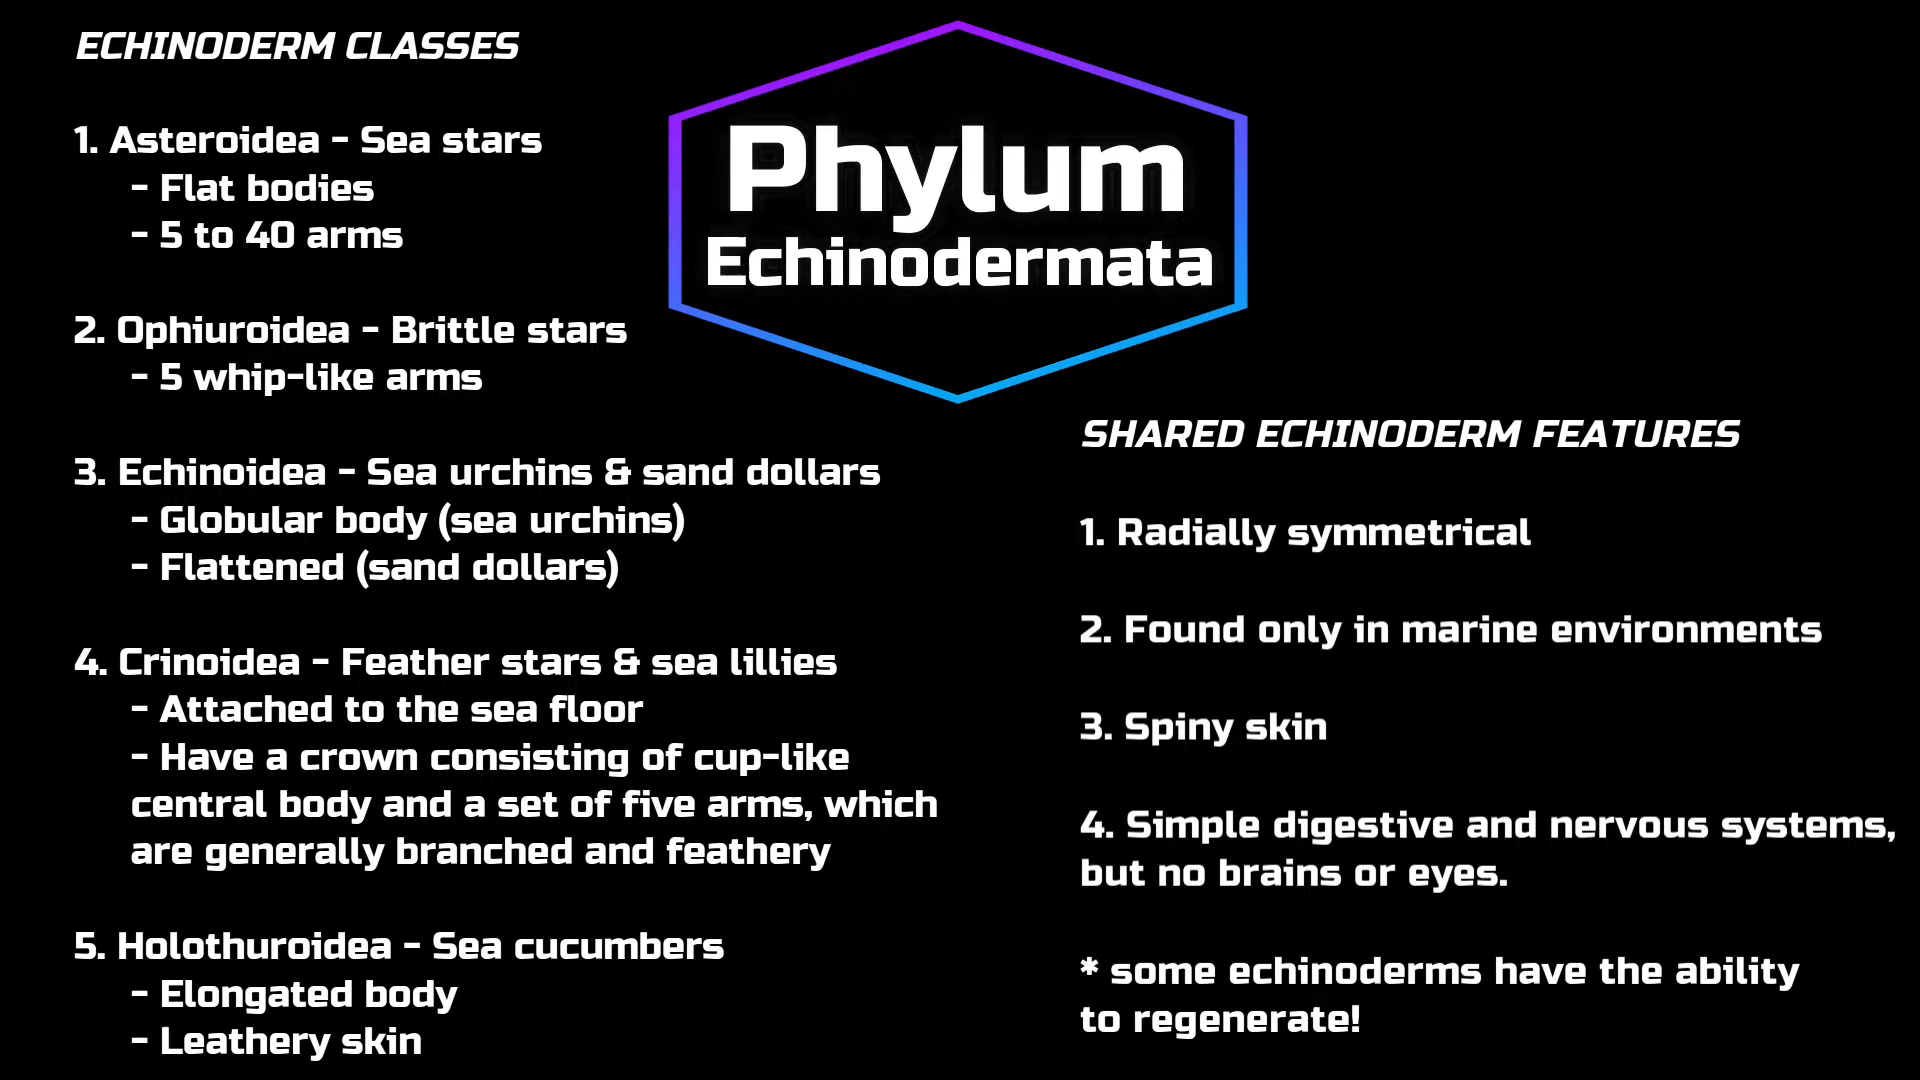 ECHINODERM CLASSES
1. Asteroidea - Sea stars
- Flat bodies
- 5 to 40 arms
2. Ophiuroidea - Brittle stars
- 5 whip-like arms
3. Echinoidea - Sea urchins & sand dollars
- Globular body (sea urchins)
- Flattened (sand dollars)
4. Crinoidea - Feather stars & sea lillies
- Attached to the sea floor
- Have a crown consisting of cup-like
central body and a set of five arms, which
are generally branched and feathery
5. Holothuroidea - Sea cucumbers
- Elongated body
- Leathery skin
Phylum
Echinodermata
SHARED ECHINODERM FEATURES
1. Radially symmetrical
2. Found only in marine environments
3. Spiny skin
4. Simple digestive and nervous systems,
but no brains or eyes.
* some echinoderms have the ability
to regenerate!